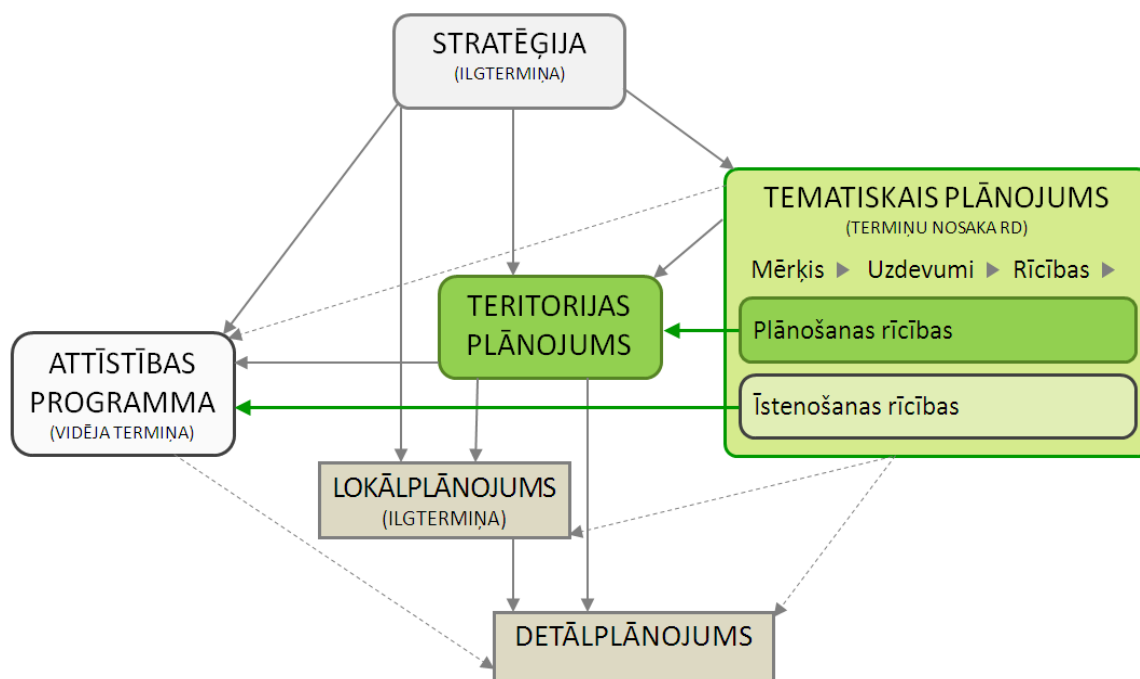 STRATĒĢIJA
(ILGTERMIŅA)
TEMATISKAIS PLĀNOJUMS
(TERMIŅU NOSAKA RD)
Mērķis Uzdevumi Rīcības
Plānošanas rīcības
Īstenošanas rīcības
TERITORIJAS
PLĀNOJUMS
ATTĪSTĪBAS
PROGRAMMA
(VIDĒJA TERMIŅA)
LOKĀLPLĀNOJUMS
(ILGTERMIŅA)
DETĀLPLĀNOJUMS